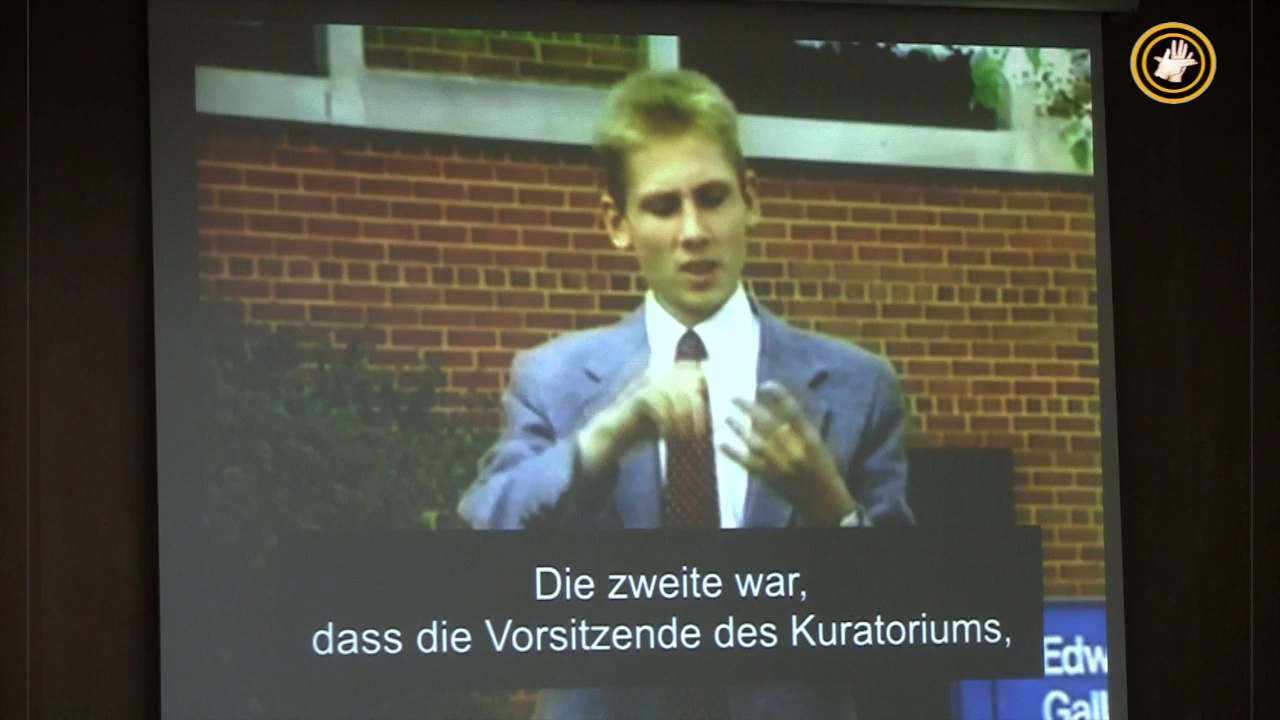 Die zweite war,
dass die Vorsitzende des Kuratoriums,
Edw
Gall